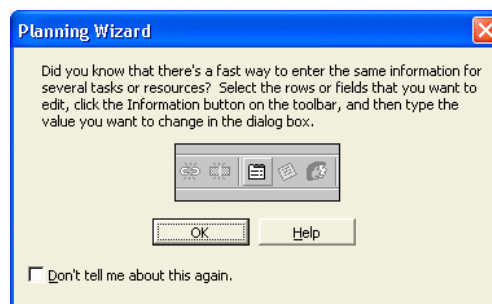 Planning Wizard
Did you know that there's a fast way to enter the same information for
several tasks or resources? Select the rows or fields that you want to
edit, click the Information button on the toolbar, and then type the
value you want to change in the dialog box.
OK
Help
Don't tell me about this again.